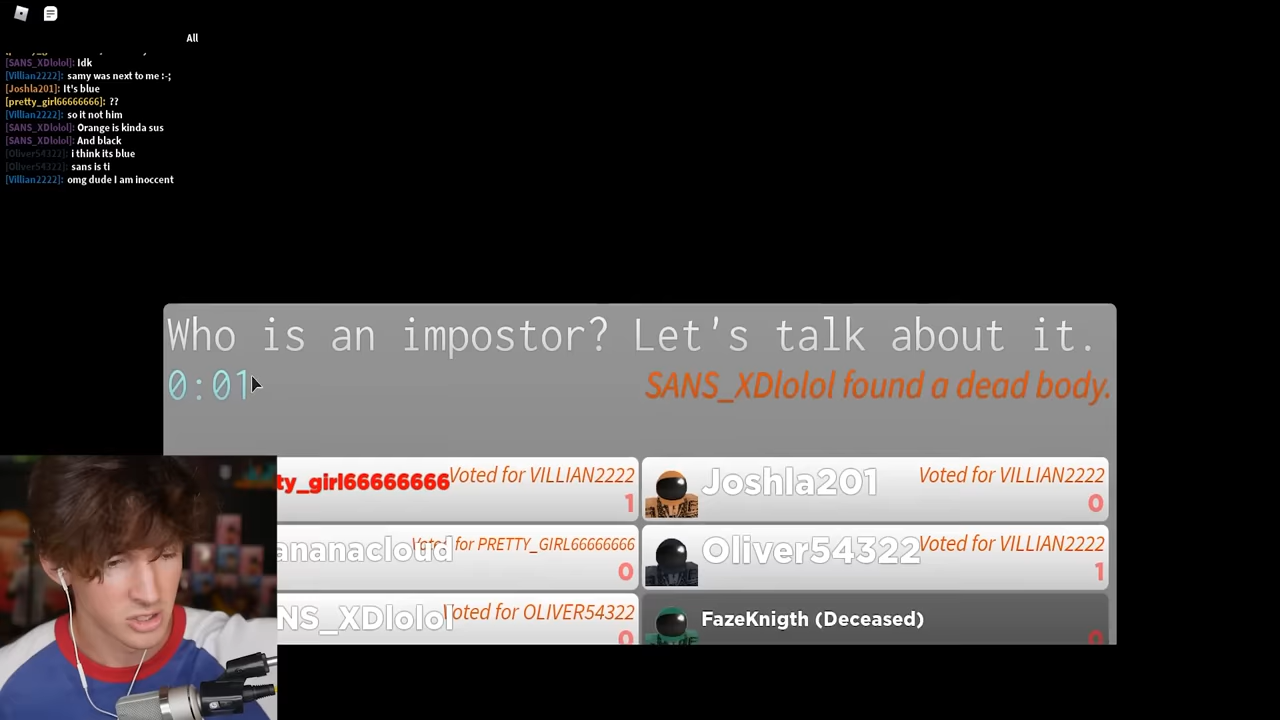 All
[SANS_XDlolol]: Idk
[Villian2222]: samy was next to me :-;
[Joshla201]: It's blue
[pretty_girl66666666]: ??
[Villian2222]: so it not him
[SANS_XDlolol]: Orange is kinda sus
[SANS_XDlolol]: And black
[Oliver54322]: i think its blue
[Oliver54322]: sans is ti
[Villian2222]: omg dude I am inoccent
Who is an impostor? Let's talk about it.
0:01
SANS_XDlolol found a dead body.
ty_girl66666666 Voted for VILLIAN2222
1
Joshla201 Voted for VILLIAN2222
0
ananacloud Voted for PRETTY_GIRL66666666
0
Oliver54322 Voted for VILLIAN2222
1
NS_XDlolol Voted for OLIVER54322
0
FazeKnigth (Deceased)
0